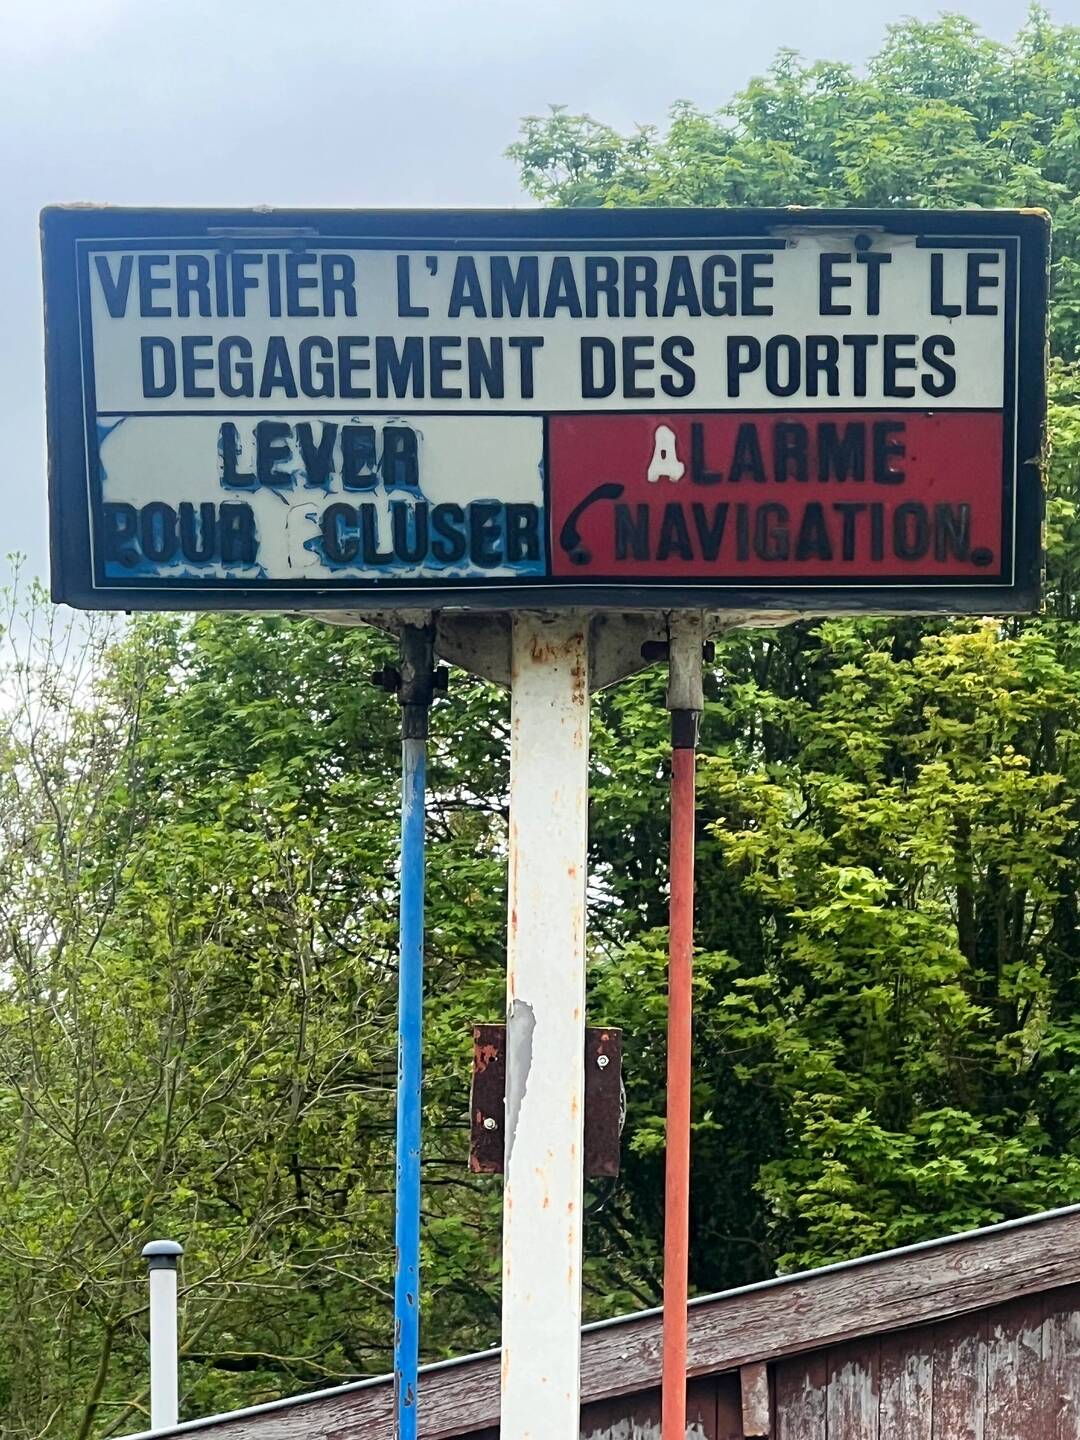 VERIFIER L'AMARRAGE ET LE
DEGAGEMENT DES PORTES
LEVER
POUR ECLUSER
ALARME
NAVIGATION.